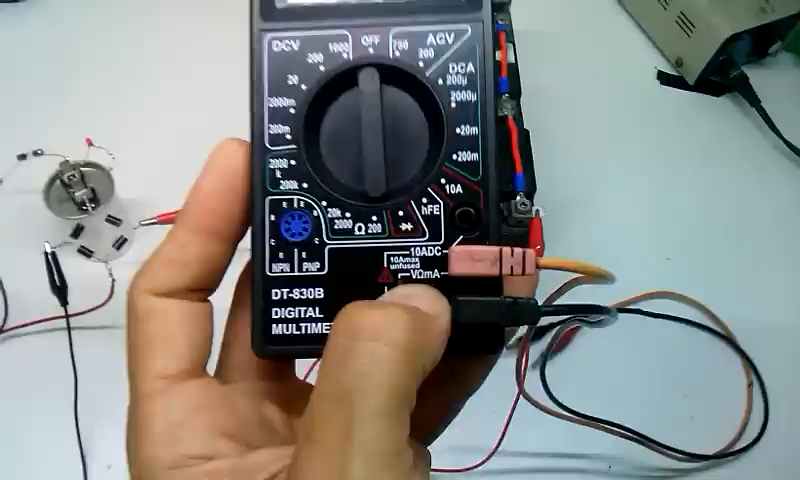 DCV
OFF
ACV
1000
750
200
200
DCA
20
200µ
2000m
2000µ
200m
20m
2000
k
200m
200k
10A
20k
2000
Ω
200
hFE
E
E
B
B
C
C
E
E
NPN
PNP
10ADC
10Amax
unfused
VΩmA
DT-830B
DIGITAL
MULTIME